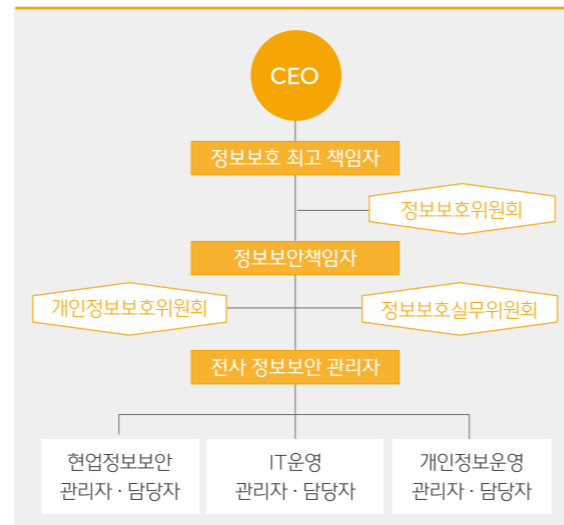 CEO
정보보호 최고 책임자
정보보호위원회
정보보안책임자
개인정보보호위원회
정보보호실무위원회
전사 정보보안 관리자
현업정보보안
관리자 · 담당자
IT운영
관리자 · 담당자
개인정보운영
관리자 · 담당자